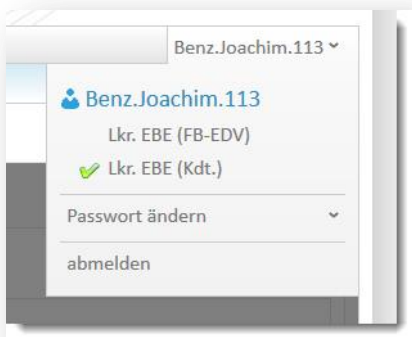 Benz.Joachim.113
Benz.Joachim.113
Lkr. EBE (FB-EDV)
Lkr. EBE (Kdt.)
Passwort ändern
abmelden